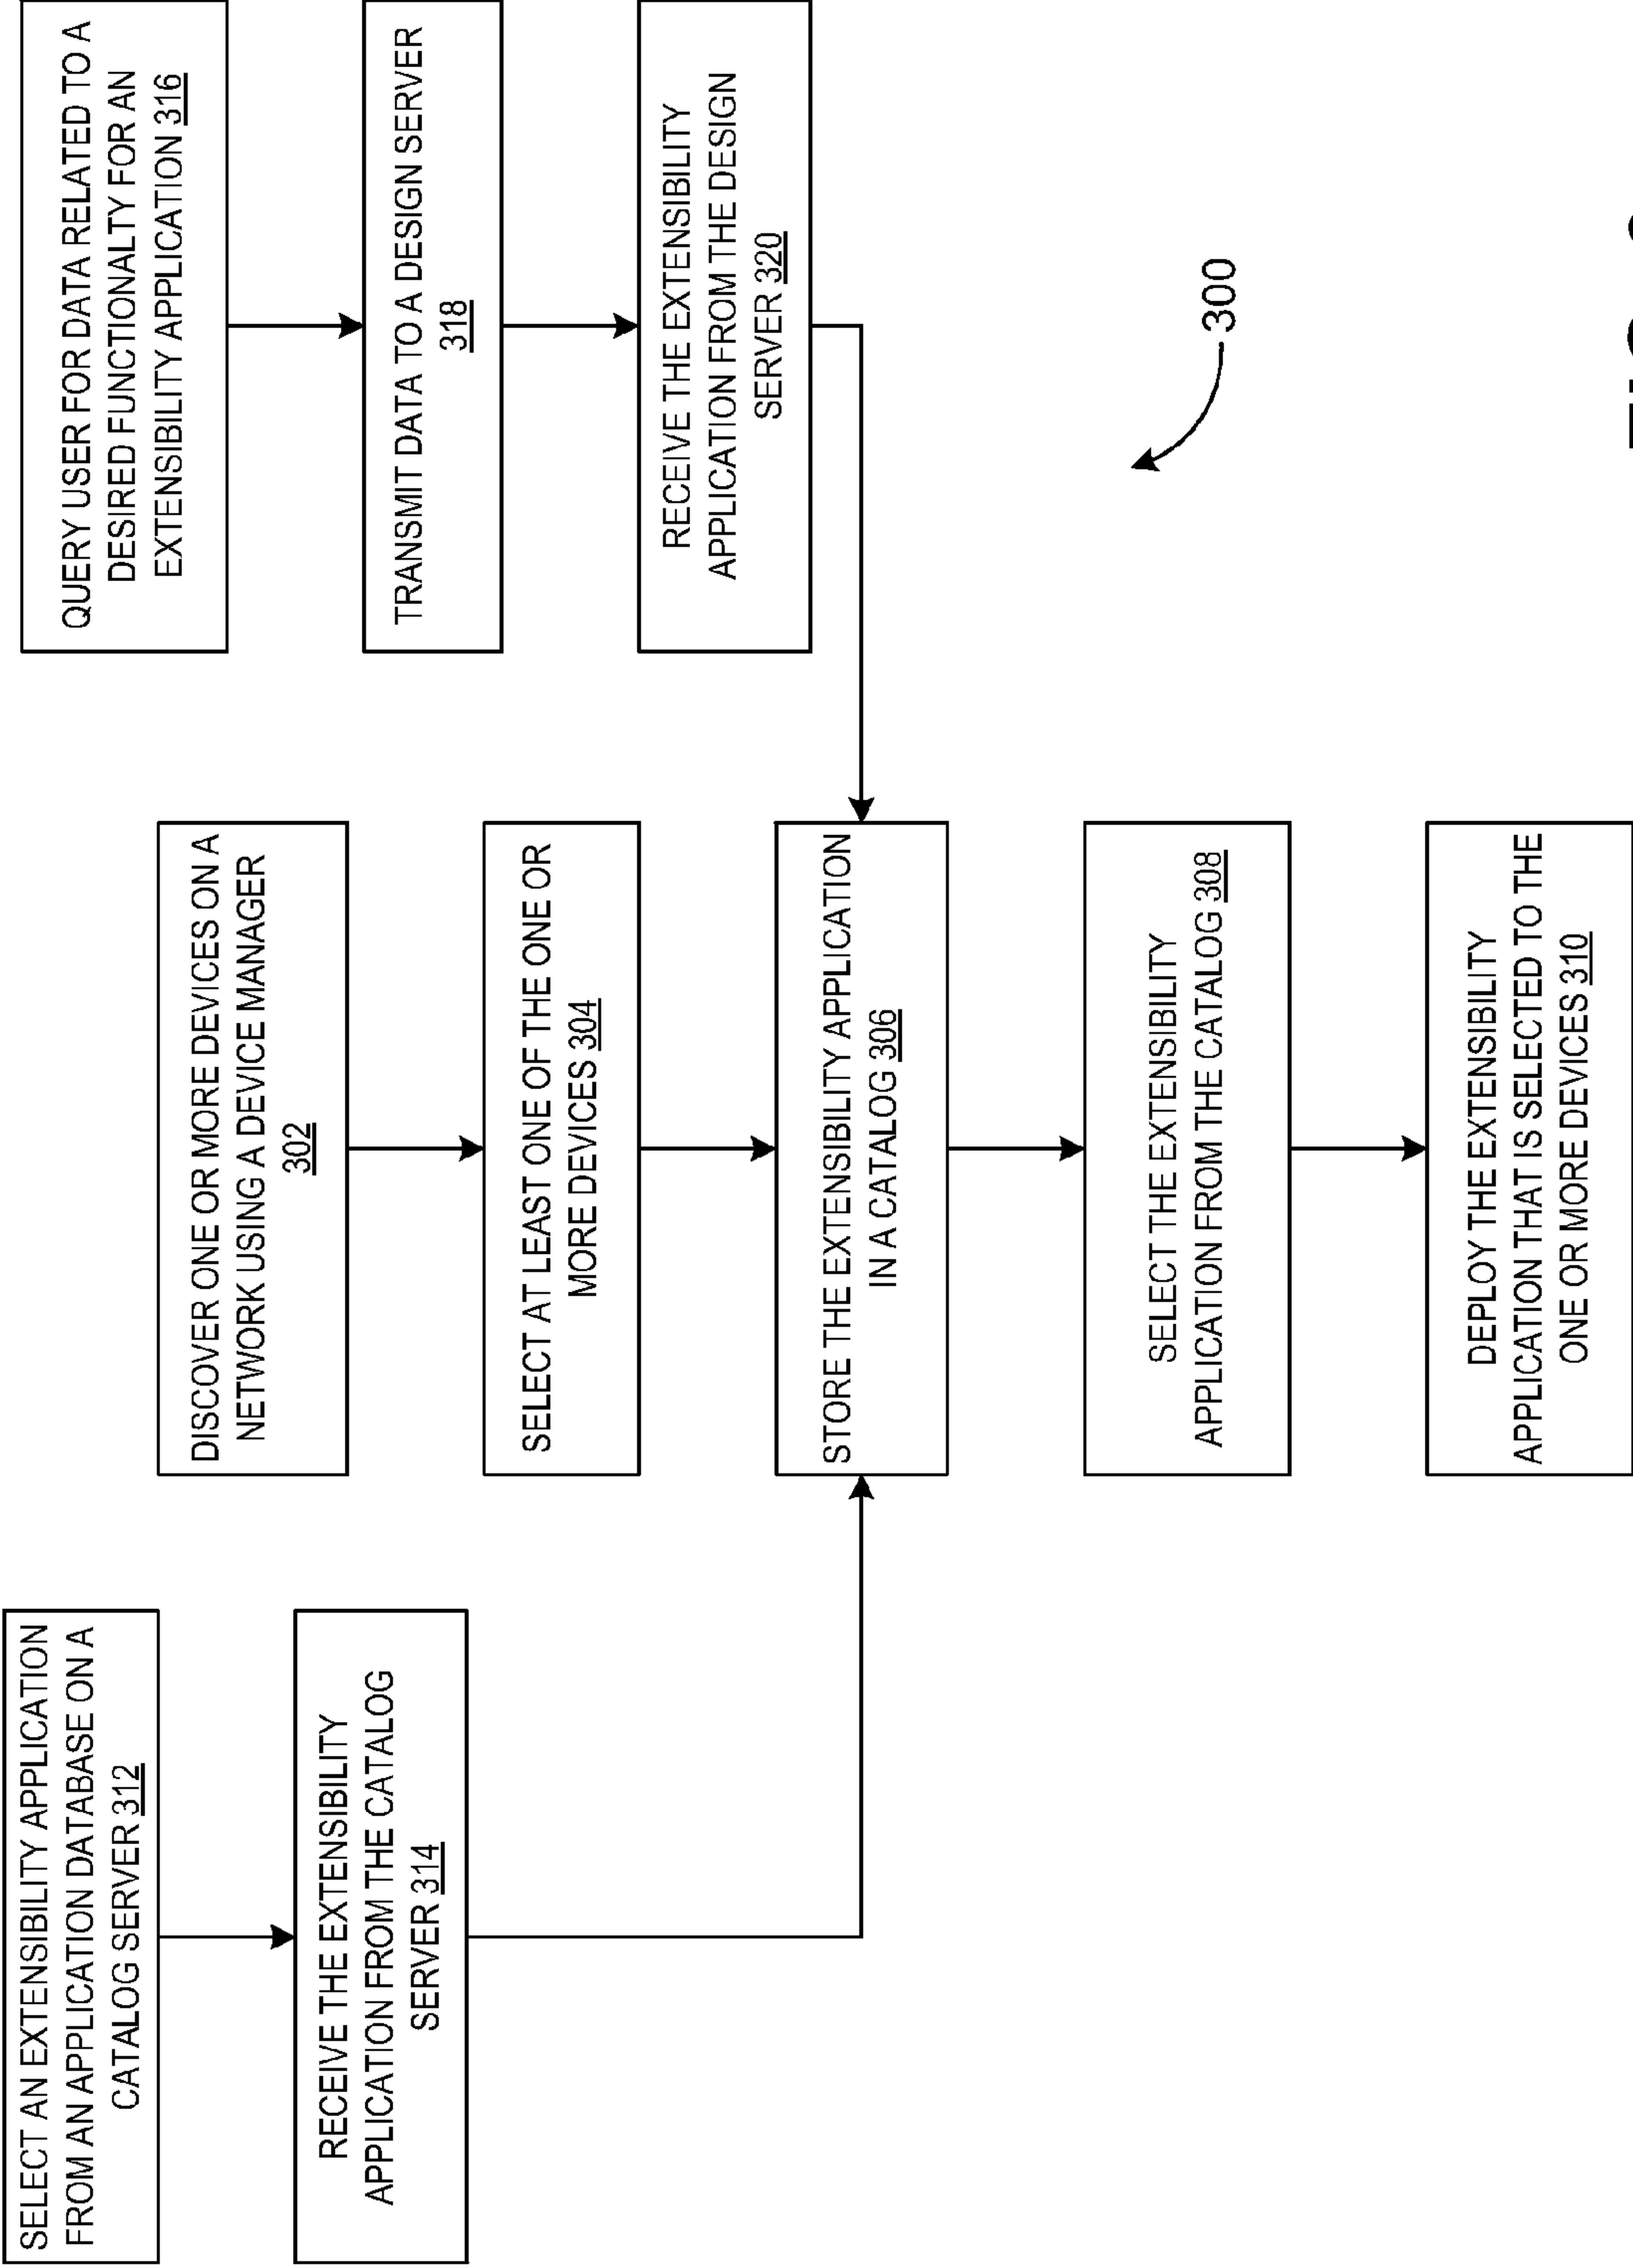 SELECT AN EXTENSIBILITY APPLICATION
FROM AN APPLICATION DATABASE ON A
CATALOG SERVER 312
RECEIVE THE EXTENSIBILITY
APPLICATION FROM THE CATALOG
SERVER 314
DISCOVER ONE OR MORE DEVICES ON A
NETWORK USING A DEVICE MANAGER
302
SELECT AT LEAST ONE OF THE ONE OR
MORE DEVICES 304
STORE THE EXTENSIBILITY APPLICATION
IN A CATALOG 306
SELECT THE EXTENSIBILITY
APPLICATION FROM THE CATALOG 308
DEPLOY THE EXTENSIBILITY
APPLICATION THAT IS SELECTED TO THE
ONE OR MORE DEVICES 310
QUERY USER FOR DATA RELATED TO A
DESIRED FUNCTIONALTY FOR AN
EXTENSIBILITY APPLICATION 316
TRANSMIT DATA TO A DESIGN SERVER
318
RECEIVE THE EXTENSIBILITY
APPLICATION FROM THE DESIGN
SERVER 320
300